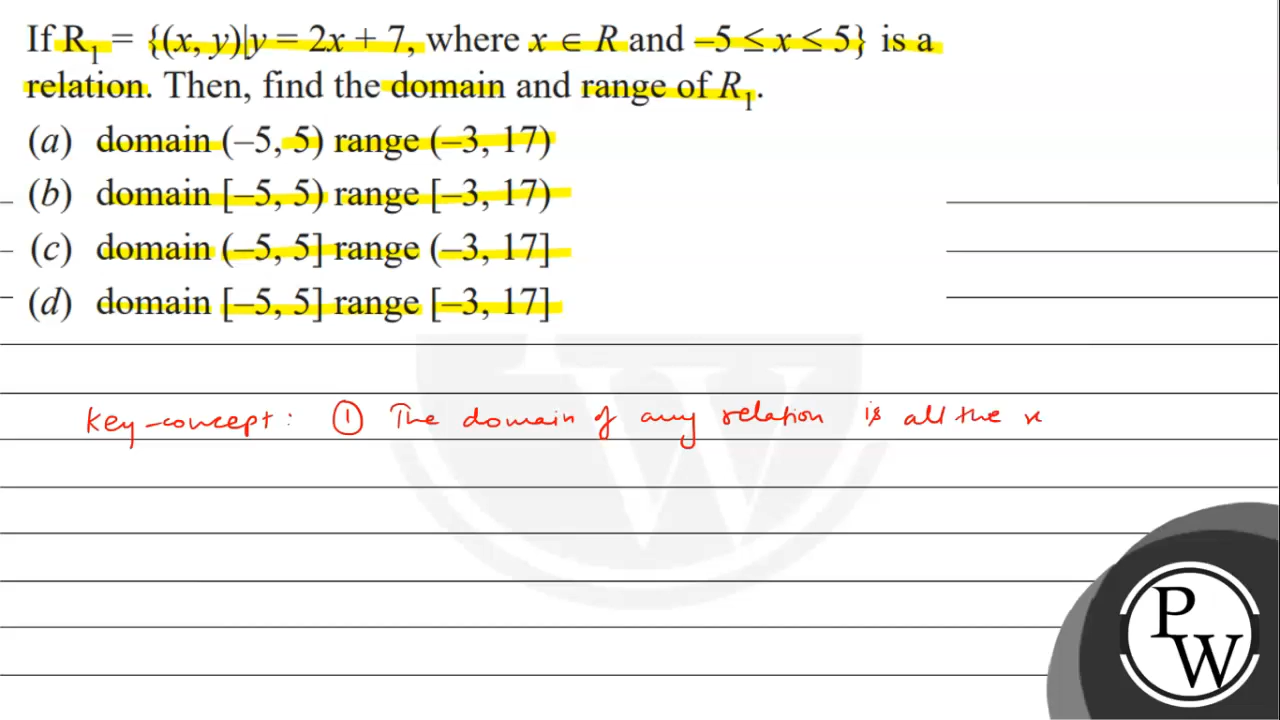 If R₁ = {(x, y)|y = 2x + 7, where x ∈ R and –5 ≤ x ≤ 5} is a
relation. Then, find the domain and range of R₁.
(a) domain (–5, 5) range (–3, 17)
(b) domain [–5, 5) range [–3, 17)
(c) domain (–5, 5] range (–3, 17]
(d) domain [–5, 5] range [–3, 17]
Key-concept: ① The domain of any relation is all the x
PW